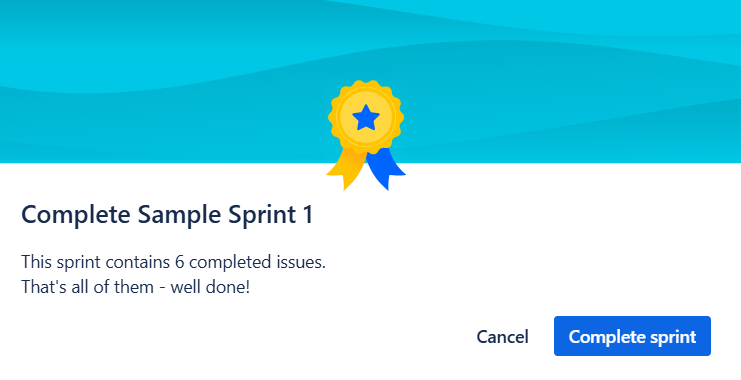 Complete Sample Sprint 1
This sprint contains 6 completed issues.
That's all of them - well done!
Cancel
Complete sprint